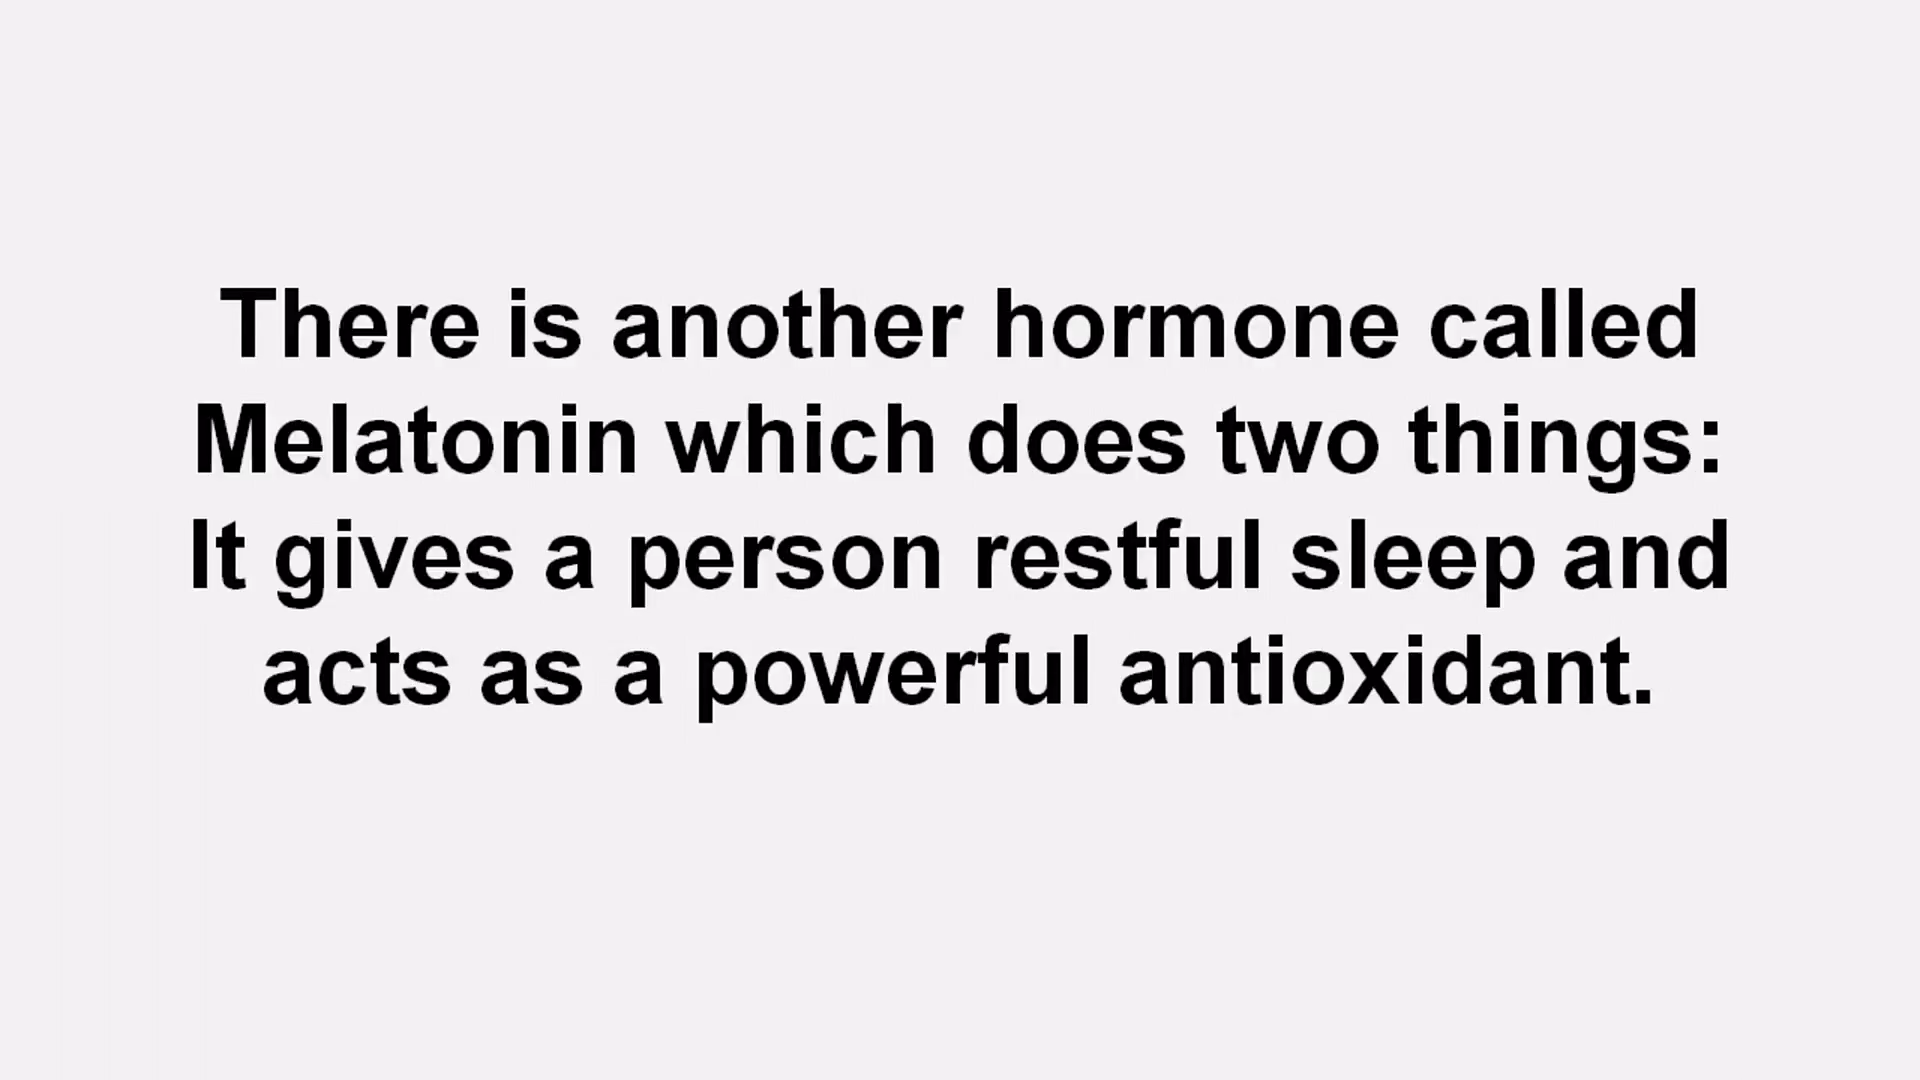 There is another hormone called
Melatonin which does two things:
It gives a person restful sleep and
acts as a powerful antioxidant.